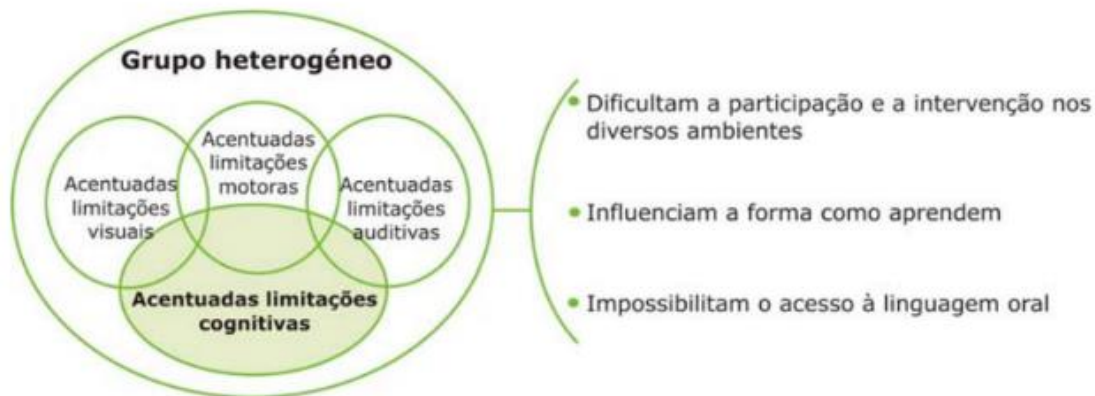 Grupo heterogéneo
Acentuadas
limitações
visuais
Acentuadas
limitações
motoras
Acentuadas
limitações
auditivas
Acentuadas limitações
cognitivas
• Dificultam a participação e a intervenção nos
diversos ambientes
• Influenciam a forma como aprendem
• Impossibilitam o acesso à linguagem oral